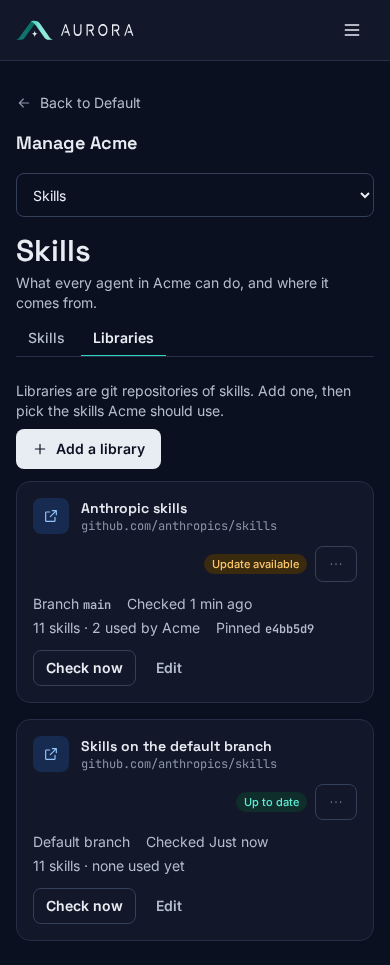 AURORA
← Back to Default
Manage Acme
Skills
Skills
What every agent in Acme can do, and where it
comes from.
Skills Libraries
Libraries are git repositories of skills. Add one, then
pick the skills Acme should use.
+ Add a library
Anthropic skills
github.com/anthropics/skills
Update available ...
Branch main Checked 1 min ago
11 skills · 2 used by Acme Pinned e4bb5d9
Check now Edit
Skills on the default branch
github.com/anthropics/skills
Up to date ...
Default branch Checked Just now
11 skills · none used yet
Check now Edit